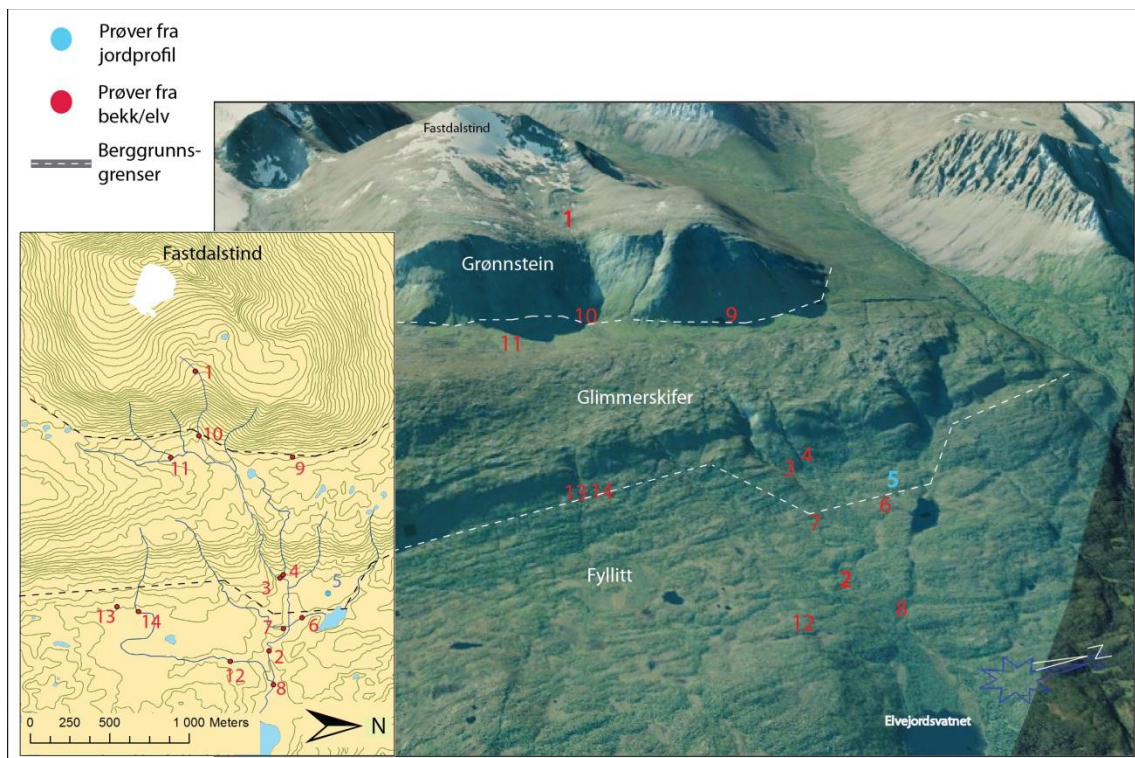 Prøver fra
jordprofil
Prøver fra
bekk/elv
Berggrunns-
grenser
Fastdalstind
1
Grønnstein
10
9
11
Glimmerskifer
4
3
5
13 14
6
7
Fyllitt
2
8
12
N
Elvejordsvatnet
Fastdalstind
1
10
11
9
4
3
5
13
14
7
6
2
12
8
0 250 500 1 000 Meters
N